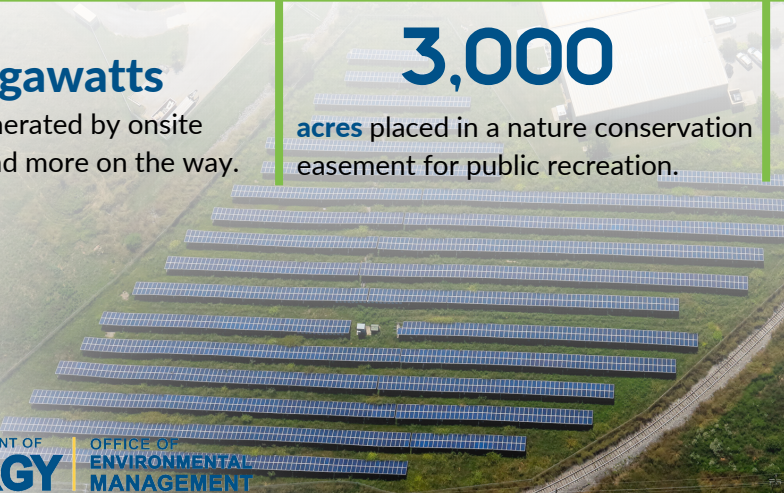 gawatts
nerated by onsite
nd more on the way.
3,000
acres placed in a nature conservation
easement for public recreation.
NT OF
RGY
OFFICE OF
ENVIRONMENTAL
MANAGEMENT